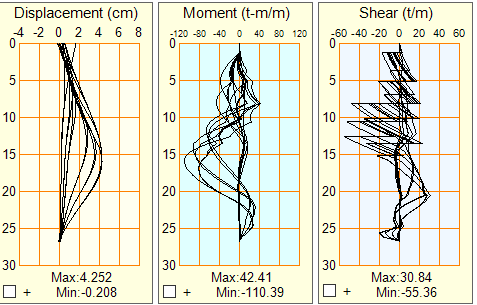 Displacement (cm)
-4 -2 0 2 4 6 8
0
5
10
15
20
25
30
Max:4.252
+ Min:-0.208
Moment (t-m/m)
-120 -80 -40 0 40 80 120
0
5
10
15
20
25
30
Max:42.41
+ Min:-110.39
Shear (t/m)
-60 -40 -20 0 20 40 60
0
5
10
15
20
25
30
Max:30.84
+ Min:-55.36